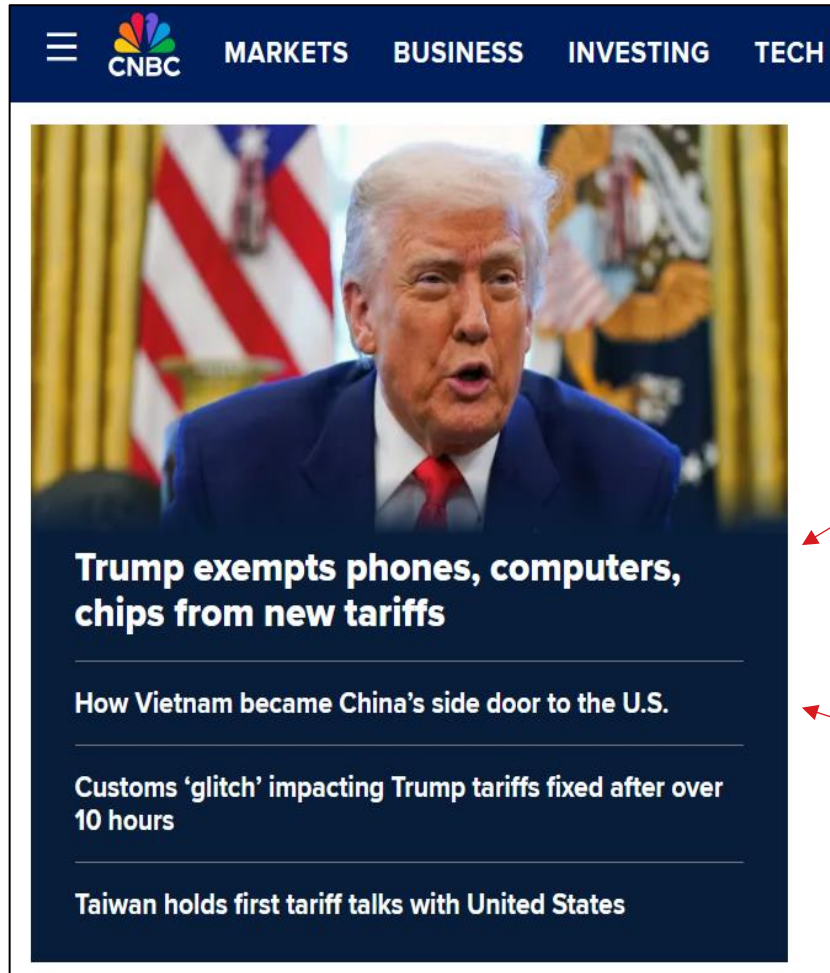 CNBC MARKETS BUSINESS INVESTING TECH
Trump exempts phones, computers,
chips from new tariffs
How Vietnam became China’s side door to the U.S.
Customs ‘glitch’ impacting Trump tariffs fixed after over
10 hours
Taiwan holds first tariff talks with United States